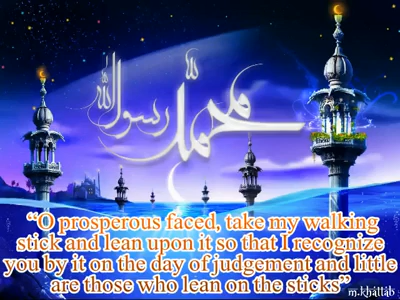 محمد رسول الله
“O prosperous faced, take my walking
stick and lean upon it so that I recognize
you by it on the day of judgement and little
are those who lean on the sticks”
m.khattab